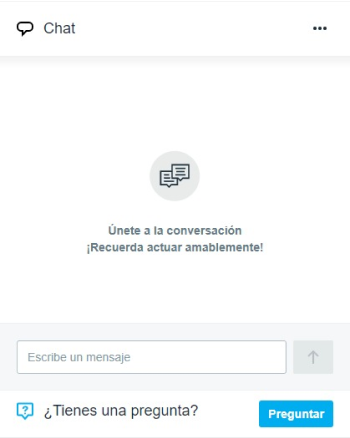 Chat
Únete a la conversación
¡Recuerda actuar amablemente!
Escribe un mensaje
¿Tienes una pregunta?
Preguntar